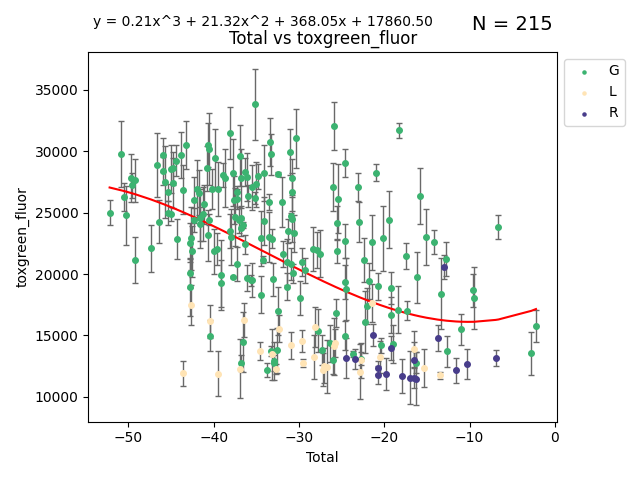 y = 0.21x^3 + 21.32x^2 + 368.05x + 17860.50
N = 215
Total vs toxgreen_fluor
G
L
R
toxgreen_fluor
35000
30000
25000
20000
15000
10000
−50
−40
−30
−20
−10
0
Total